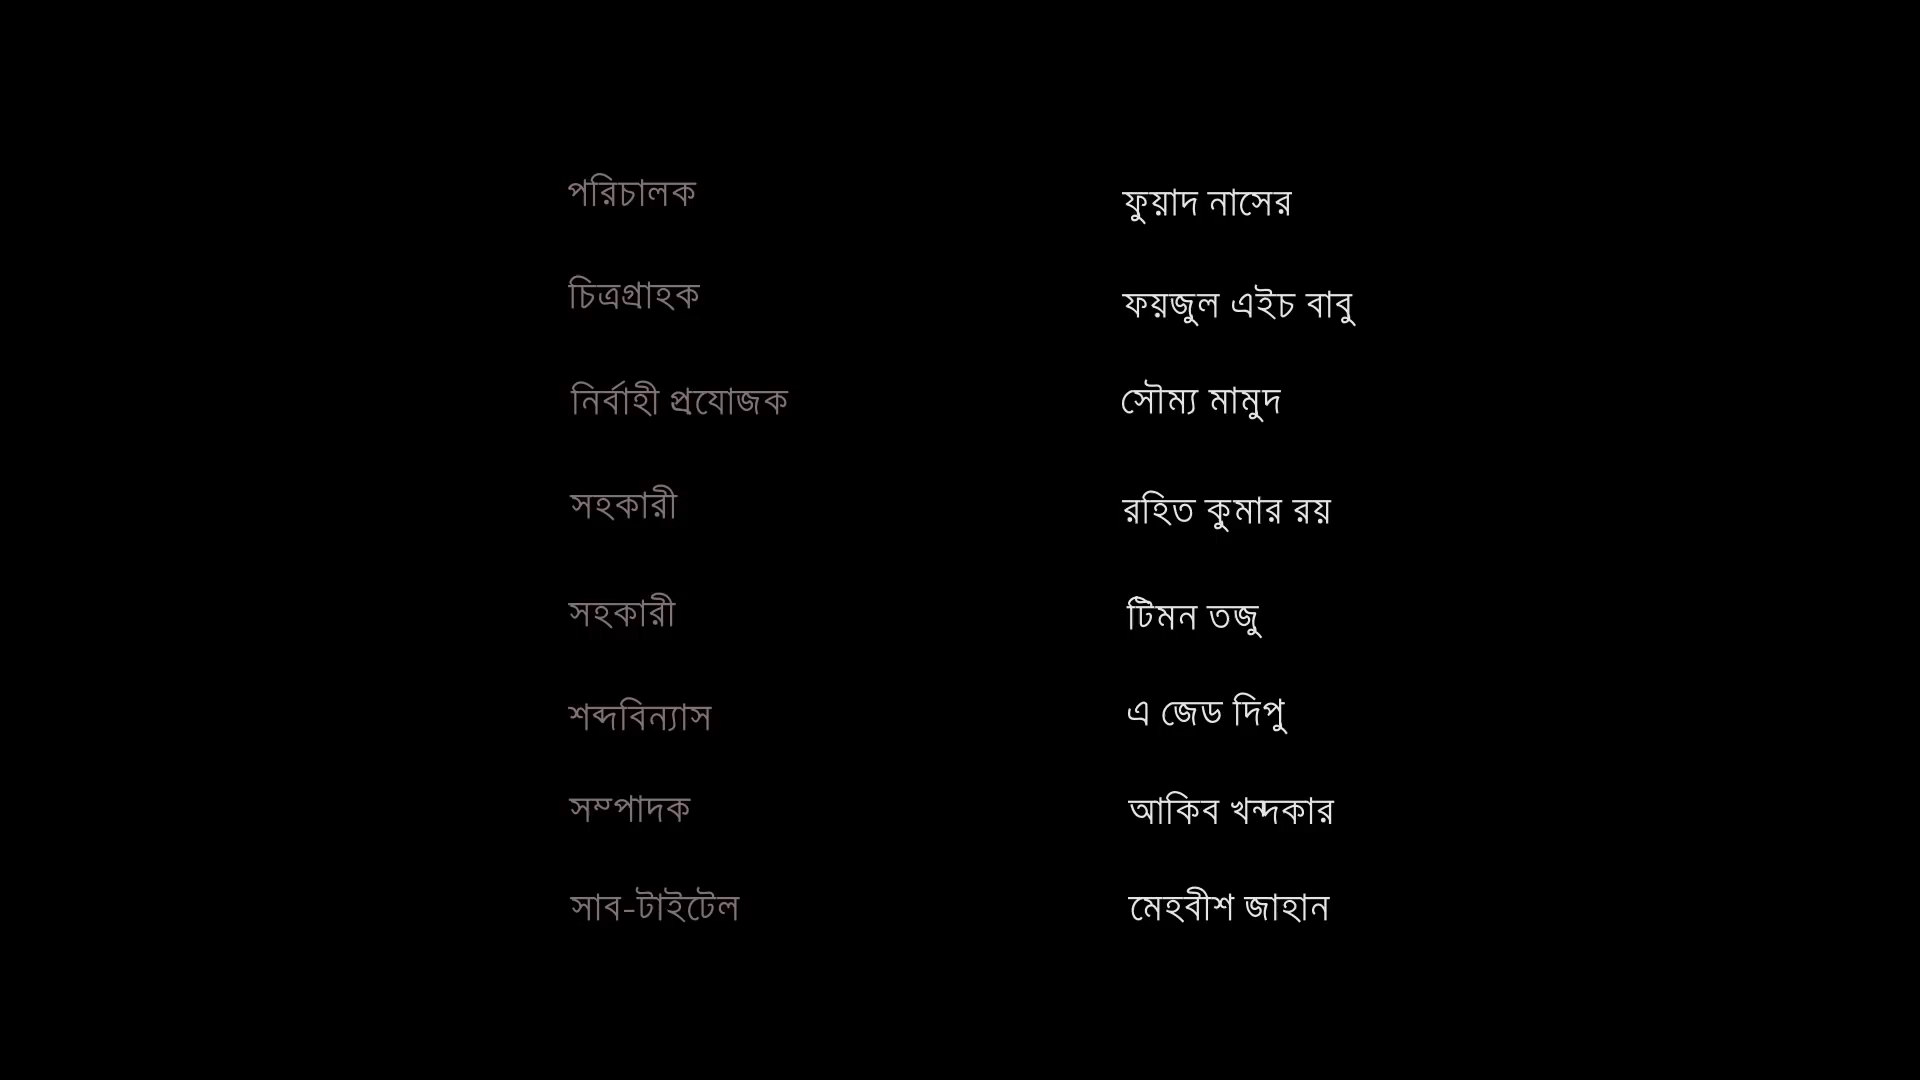 পরিচালক ফুয়াদ নাসের
চিত্রগ্রাহক ফয়জুল এইচ বাবু
নির্বাহী প্রযোজক সৌম্য মামুদ
সহকারী রহিত কুমার রয়
সহকারী টিমন তজু
শব্দবিন্যাস এ জেড দিপু
সম্পাদক আকিব খন্দকার
সাব-টাইটেল মেহবীশ জাহান